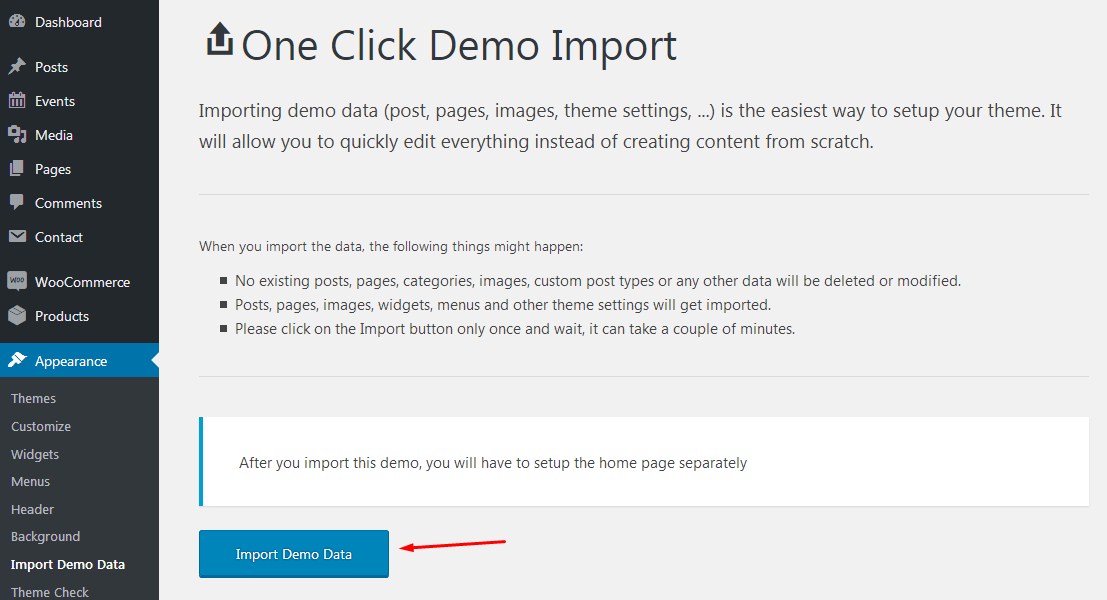 Dashboard
Posts
Events
Media
Pages
Comments
Contact
WOO
WooCommerce
Products
Appearance
Themes
Customize
Widgets
Menus
Header
Background
Import Demo Data
Theme Check
One Click Demo Import
Importing demo data (post, pages, images, theme settings, ...) is the easiest way to setup your theme. It
will allow you to quickly edit everything instead of creating content from scratch.
When you import the data, the following things might happen:
No existing posts, pages, categories, images, custom post types or any other data will be deleted or modified.
Posts, pages, images, widgets, menus and other theme settings will get imported.
Please click on the Import button only once and wait, it can take a couple of minutes.
After you import this demo, you will have to setup the home page separately
Import Demo Data